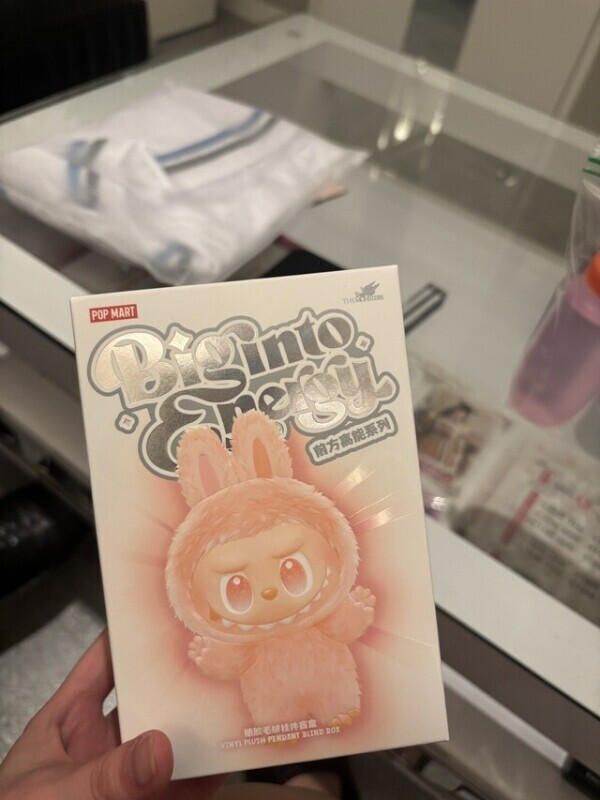 POP MART
THE MONSTERS
Big into
Energy
前方高能系列
搪胶毛绒挂件盲盒
VINYL PLUSH PENDANT BLIND BOX